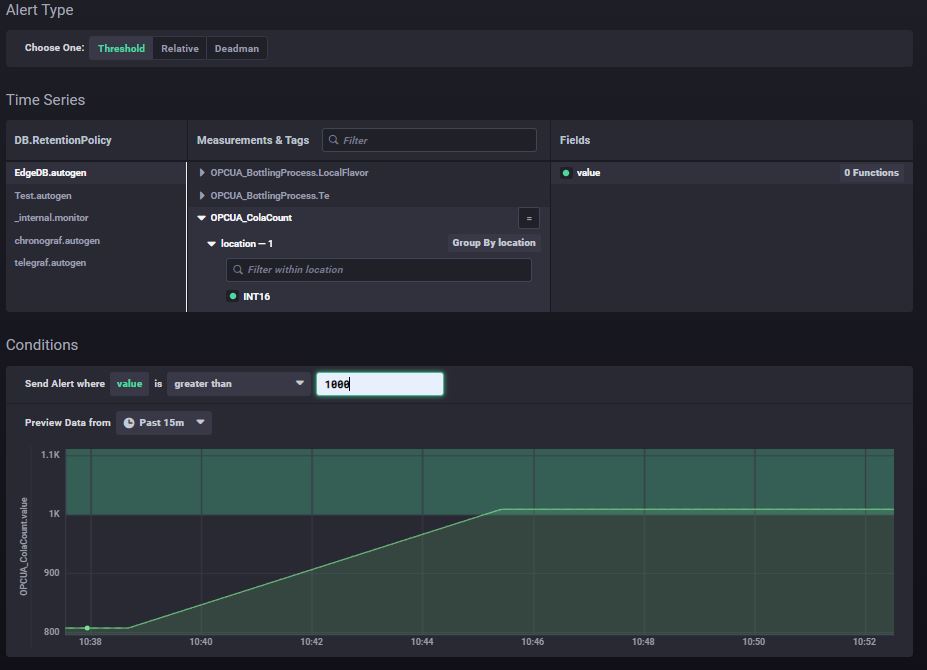 Alert Type
Choose One: Threshold Relative Deadman
Time Series
DB.RetentionPolicy Measurements & Tags Filter Fields
EdgeDB.autogen OPCUA_BottlingProcess.LocalFlavor value 0 Functions
Test.autogen OPCUA_BottlingProcess.Te
_internal.monitor OPCUA_ColaCount =
chronograf.autogen location — 1 Group By location
telegraf.autogen Filter within location
INT16
Conditions
Send Alert where value is greater than 1000
Preview Data from Past 15m
1.1K
1K
900
800
OPCUA_ColaCount.value
10:38 10:40 10:42 10:44 10:46 10:48 10:50 10:52